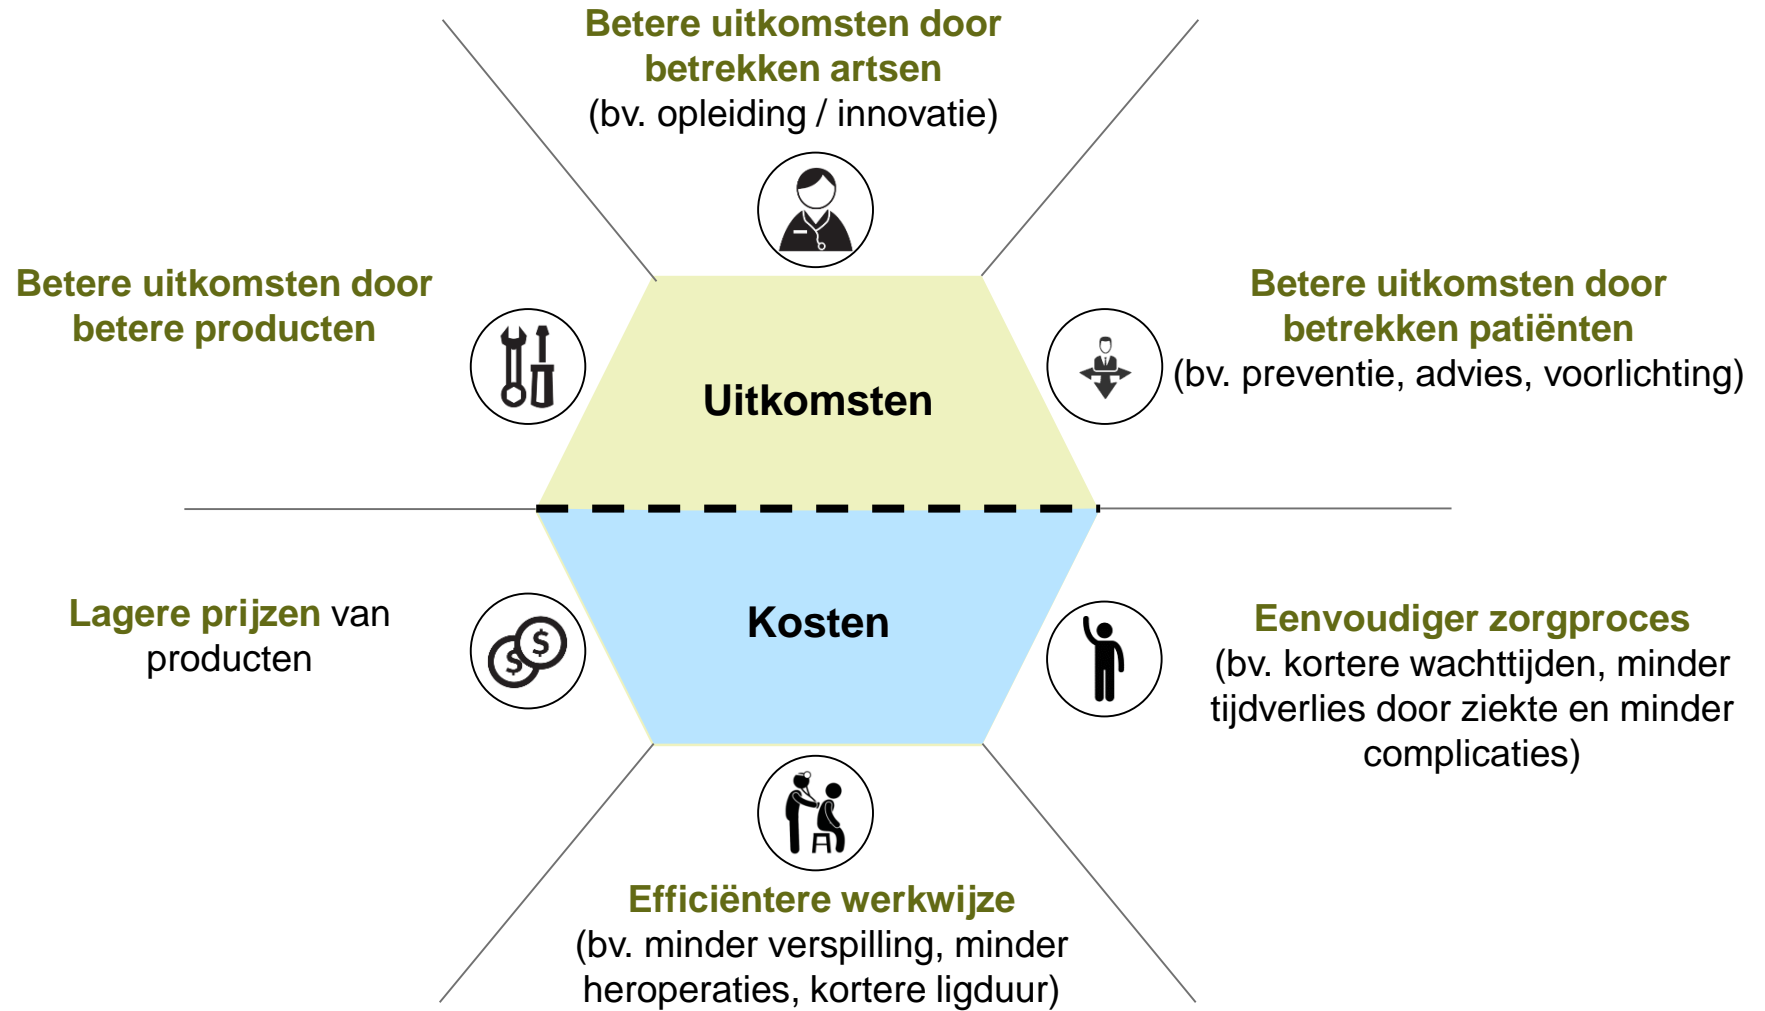 Betere uitkomsten door
betrekken artsen
(bv. opleiding / innovatie)
Betere uitkomsten door
betere producten
Betere uitkomsten door
betrekken patiënten
(bv. preventie, advies, voorlichting)
Uitkomsten
Kosten
Lagere prijzen van
producten
$
$
Eenvoudiger zorgproces
(bv. kortere wachttijden, minder
tijdverlies door ziekte en minder
complicaties)
Efficiëntere werkwijze
(bv. minder verspilling, minder
heroperaties, kortere ligduur)